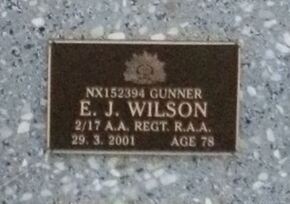 NX152394 GUNNER
E. J. WILSON
2/17 A.A. REGT. R.A.A.
29. 3. 2001 AGE 78